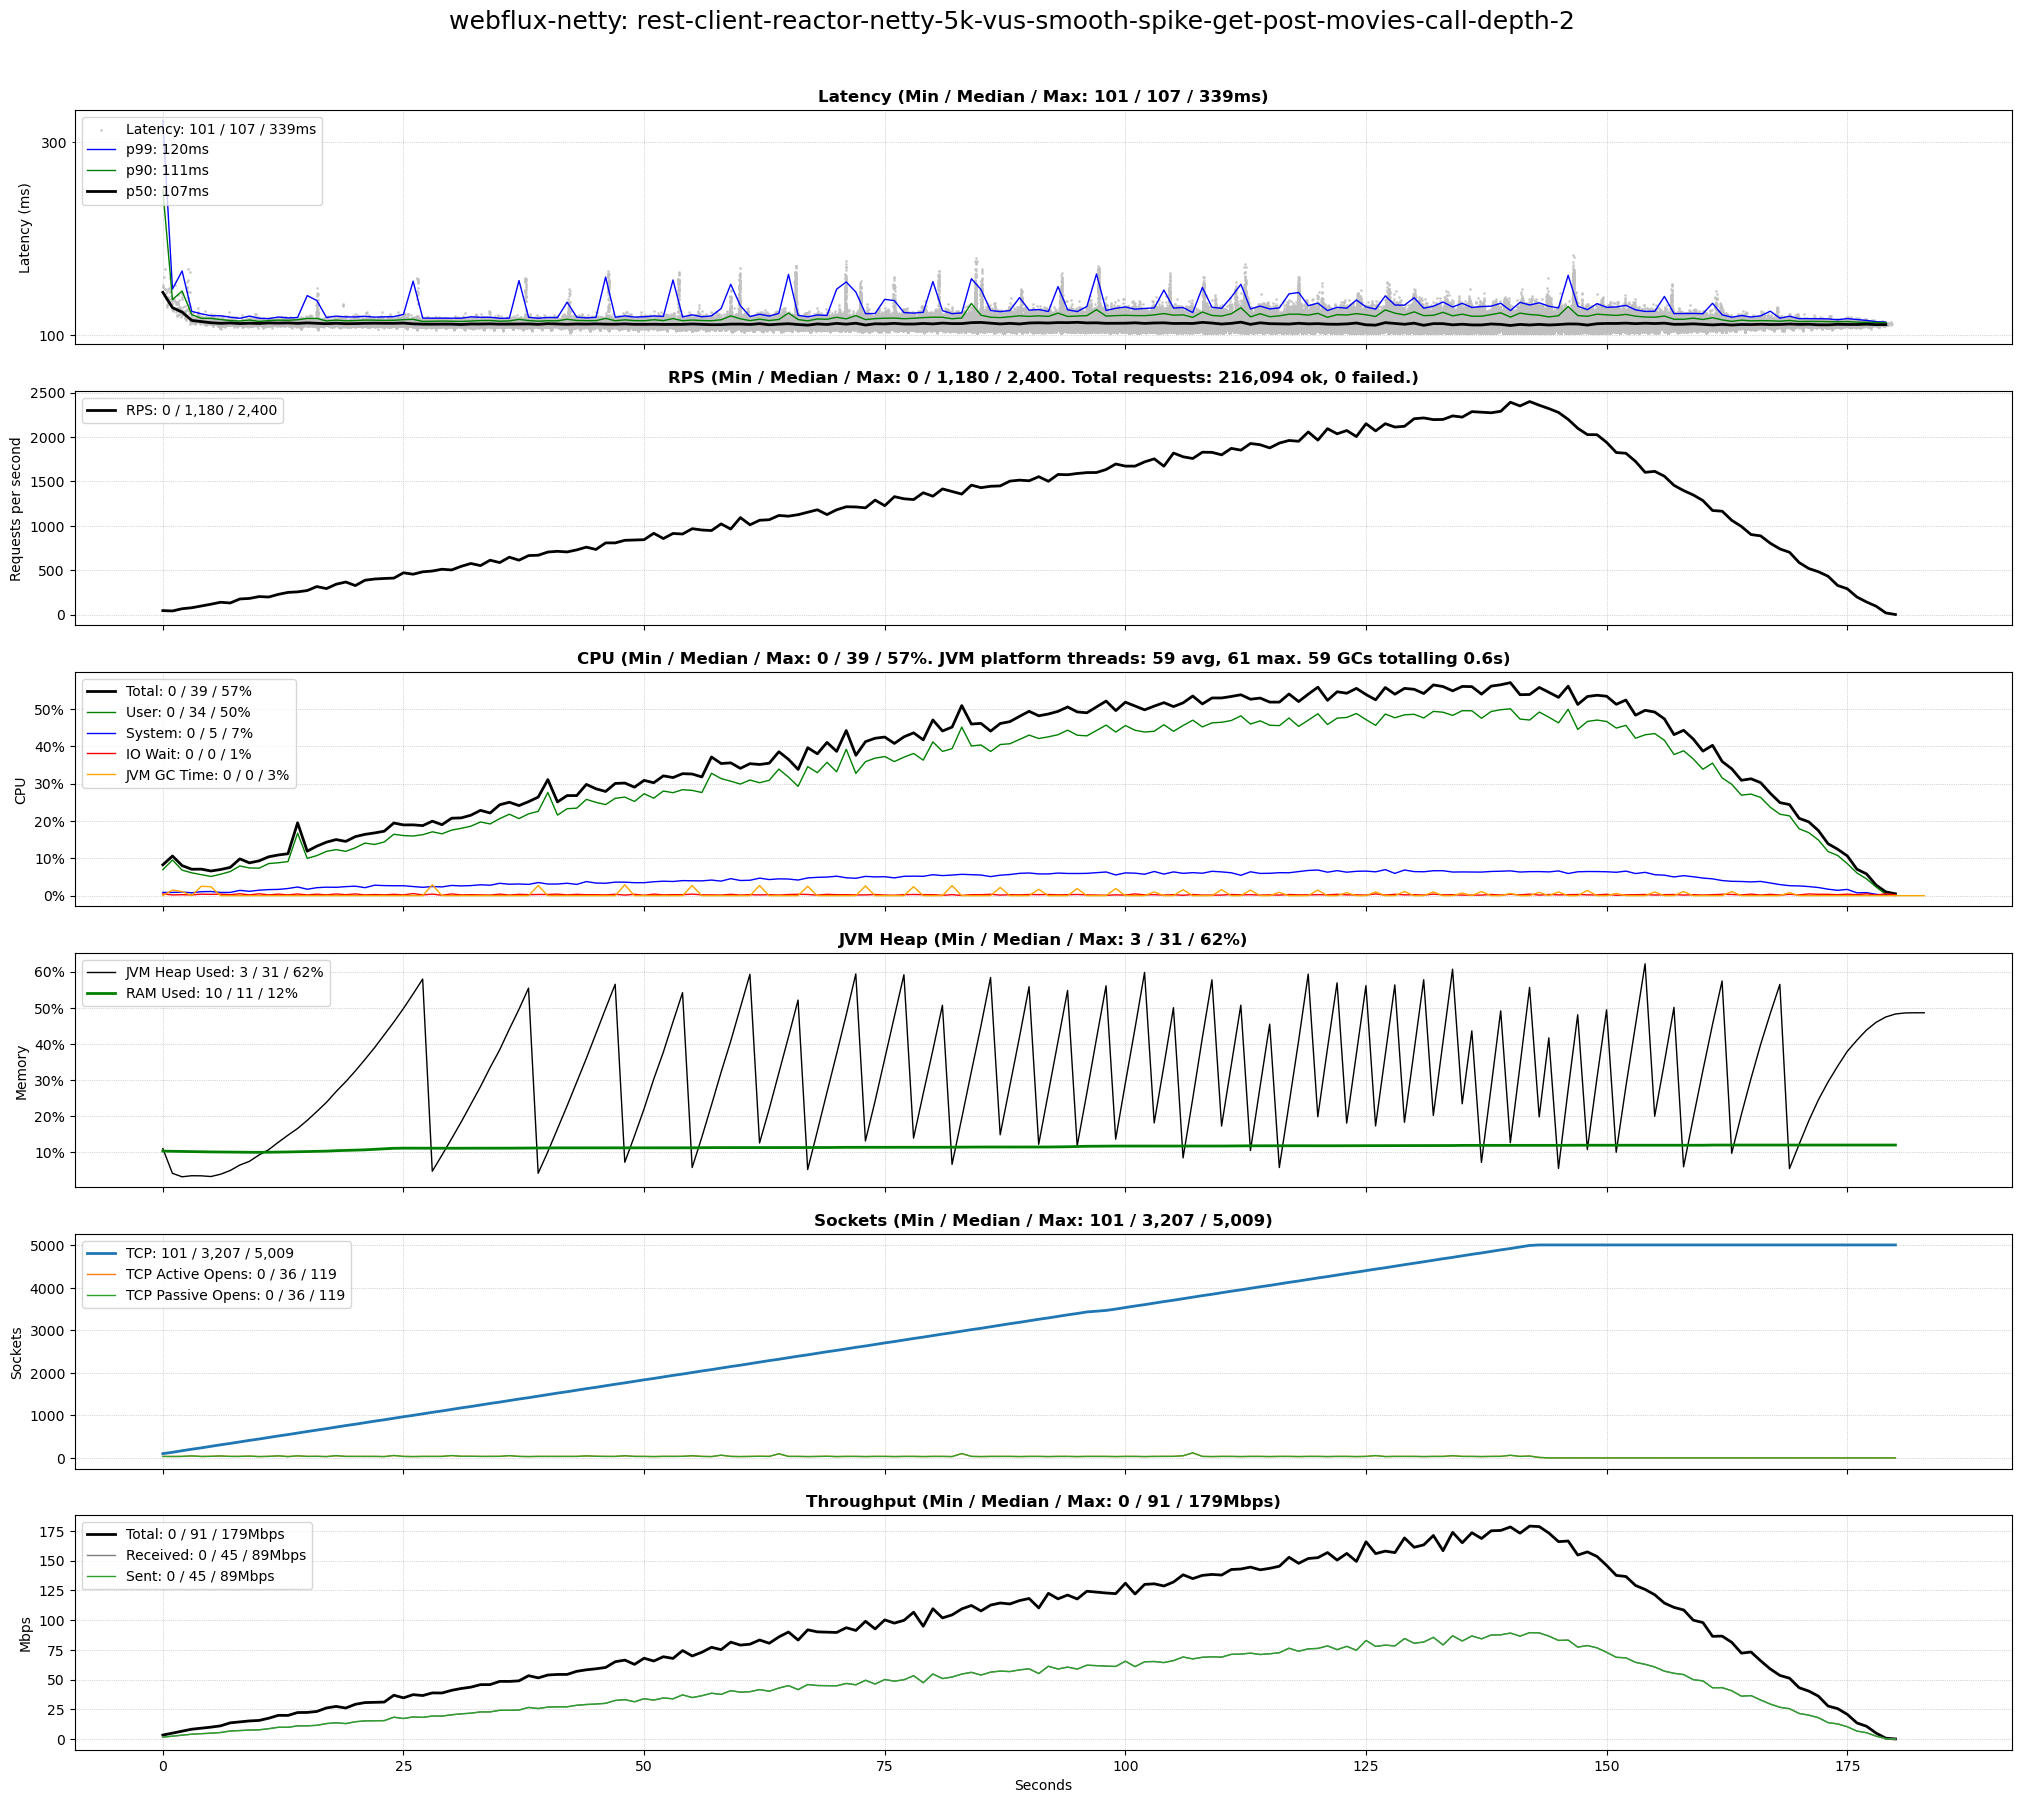 webflux-netty: rest-client-reactor-netty-5k-vus-smooth-spike-get-post-movies-call-depth-2
Latency (Min / Median / Max: 101 / 107 / 339ms)
Latency: 101 / 107 / 339ms
p99: 120ms
p90: 111ms
p50: 107ms
Latency (ms)
300
100
RPS (Min / Median / Max: 0 / 1,180 / 2,400. Total requests: 216,094 ok, 0 failed.)
RPS: 0 / 1,180 / 2,400
Requests per second
2500
2000
1500
1000
500
0
CPU (Min / Median / Max: 0 / 39 / 57%. JVM platform threads: 59 avg, 61 max. 59 GCs totalling 0.6s)
Total: 0 / 39 / 57%
User: 0 / 34 / 50%
System: 0 / 5 / 7%
IO Wait: 0 / 0 / 1%
JVM GC Time: 0 / 0 / 3%
CPU
50%
40%
30%
20%
10%
0%
JVM Heap (Min / Median / Max: 3 / 31 / 62%)
JVM Heap Used: 3 / 31 / 62%
RAM Used: 10 / 11 / 12%
Memory
60%
50%
40%
30%
20%
10%
Sockets (Min / Median / Max: 101 / 3,207 / 5,009)
TCP: 101 / 3,207 / 5,009
TCP Active Opens: 0 / 36 / 119
TCP Passive Opens: 0 / 36 / 119
Sockets
5000
4000
3000
2000
1000
0
Throughput (Min / Median / Max: 0 / 91 / 179Mbps)
Total: 0 / 91 / 179Mbps
Received: 0 / 45 / 89Mbps
Sent: 0 / 45 / 89Mbps
Mbps
175
150
125
100
75
50
25
0
0 25 50 75 100 125 150 175
Seconds